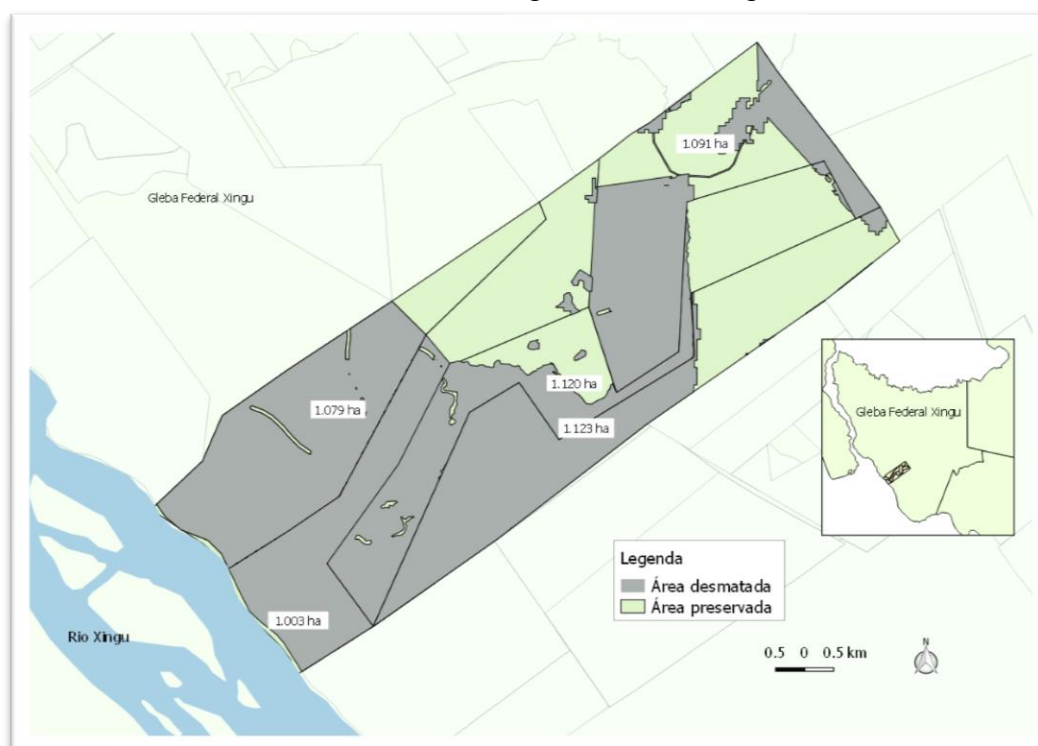 1.091 ha
Gleba Federal Xingu
1.120 ha
1.079 ha
1.123 ha
Gleba Federal Xingu
Legenda
Área desmatada
Área preservada
1.003 ha
Rio Xingu
0.5 0 0.5 km
N